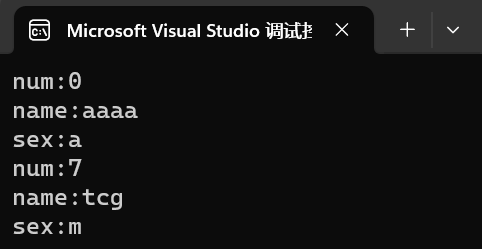 Microsoft Visual Studio 调试
num:0
name:aaaa
sex:a
num:7
name:tcg
sex:m